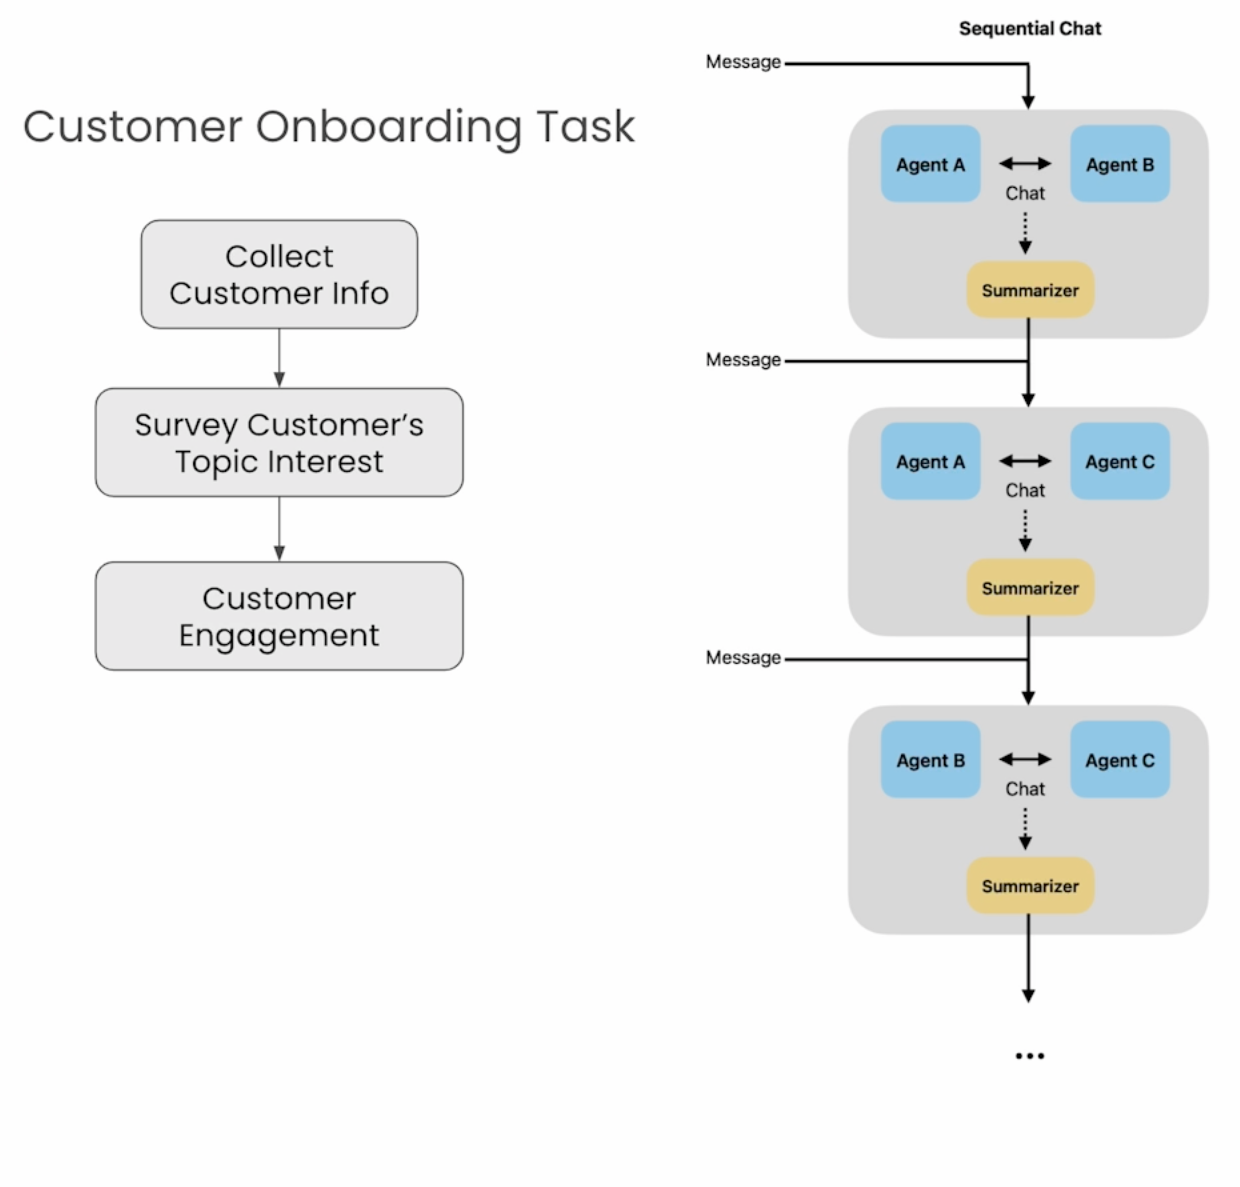 Customer Onboarding Task
Collect
Customer Info
Survey Customer’s
Topic Interest
Customer
Engagement
Sequential Chat
Message
Agent A
Agent B
Chat
Summarizer
Message
Agent A
Agent C
Chat
Summarizer
Message
Agent B
Agent C
Chat
Summarizer
...